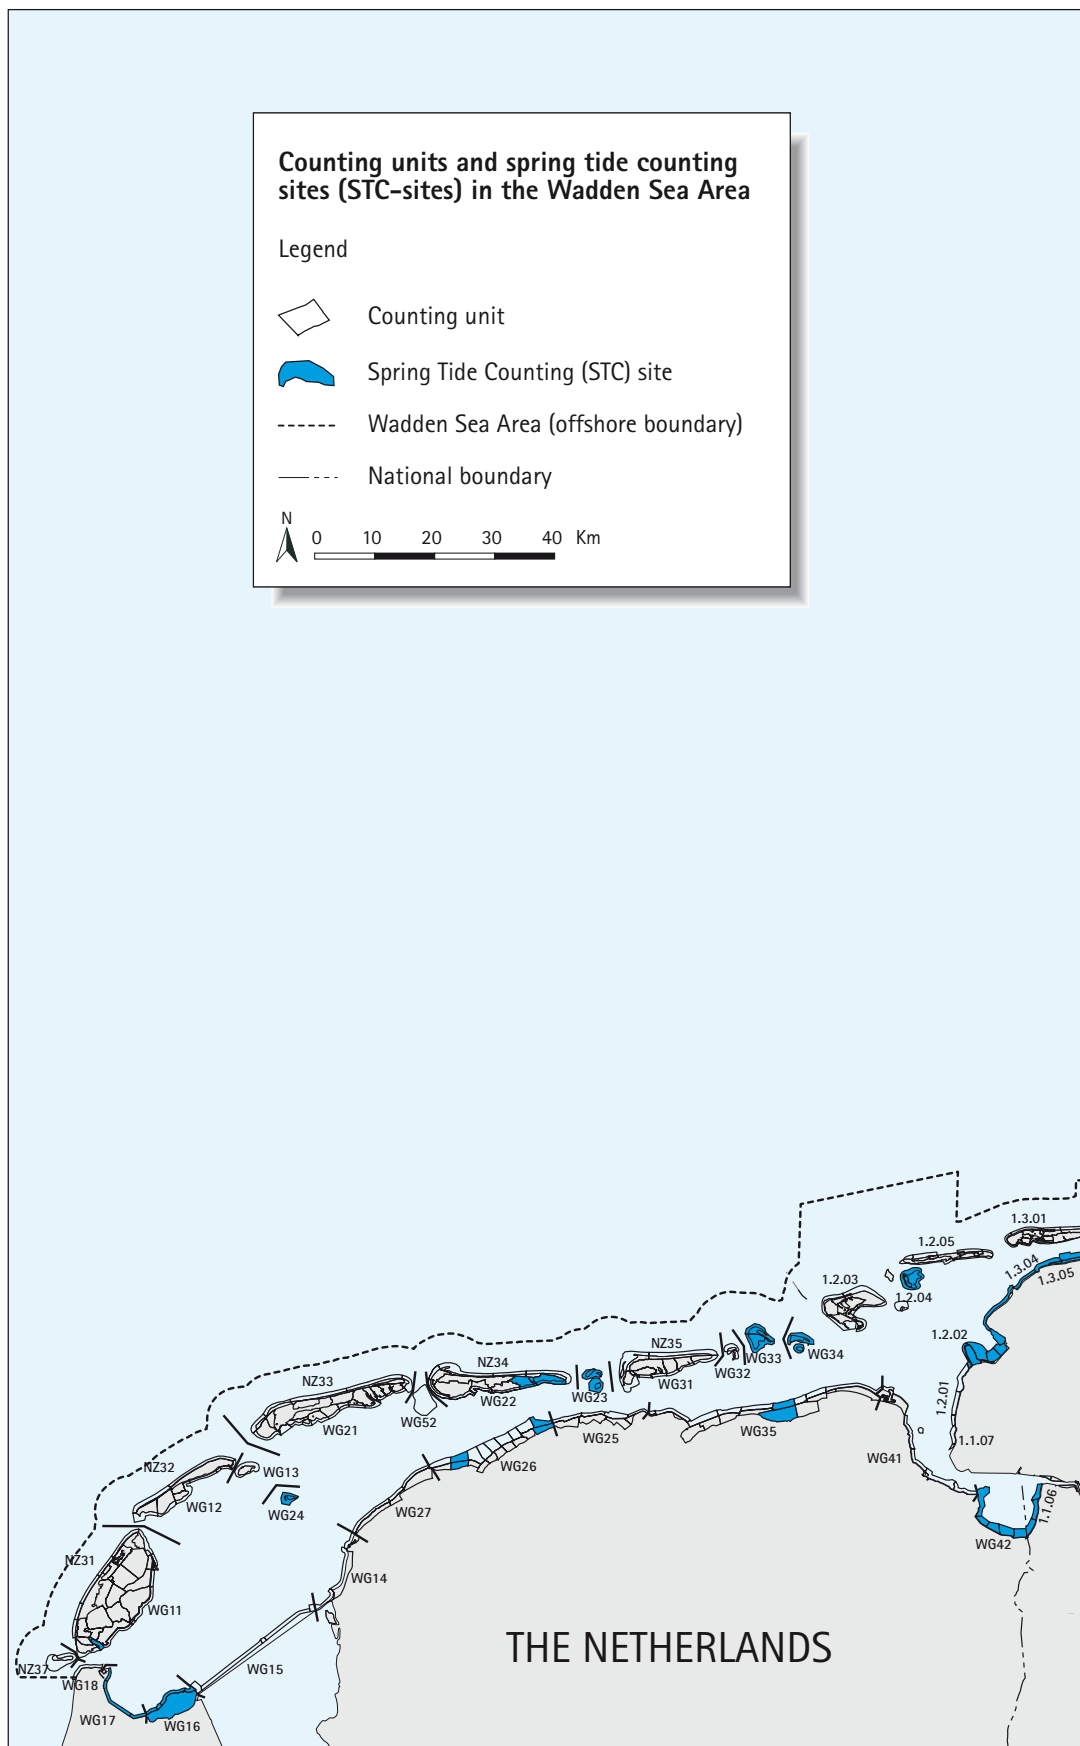 Counting units and spring tide counting
sites (STC-sites) in the Wadden Sea Area
Legend
Counting unit
Spring Tide Counting (STC) site
Wadden Sea Area (offshore boundary)
National boundary
N
0 10 20 30 40 Km
1.3.01
1.2.05
1.3.04
1.3.05
1.2.03
1.2.04
1.2.02
NZ35
WG33
WG34
WG32
NZ34
WG31
NZ33
WG23
WG22
1.2.01
WG52
WG21
WG35
WG25
1.1.07
WG41
WG26
NZ32
WG13
WG12
WG24
WG27
1.1.06
WG42
NZ31
WG14
WG11
THE NETHERLANDS
NZ37
WG15
WG18
WG17
WG16